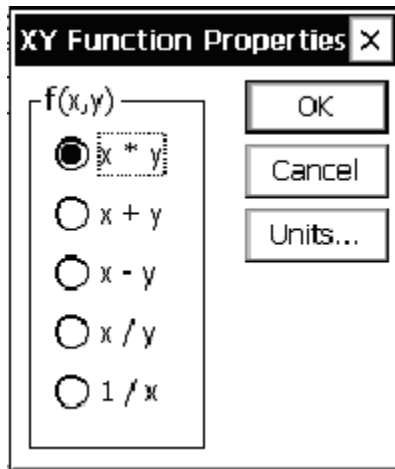 XY Function Properties ×
f(x,y)
x * y
x + y
x - y
x / y
1 / x
OK
Cancel
Units...